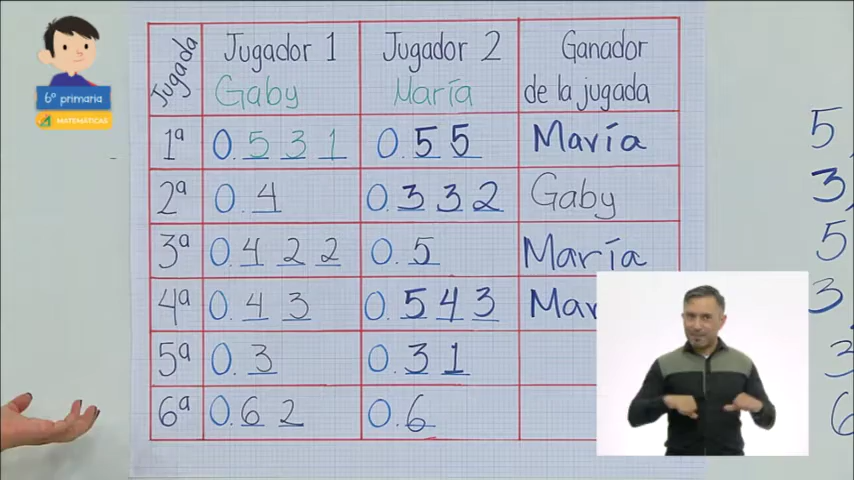 6° primaria
MATEMÁTICAS
Jugada Jugador 1 Jugador 2 Ganador
Gaby María de la jugada
1ª 0.531 0.55 María
2ª 0.4 0.332 Gaby
3ª 0.422 0.5 María
4ª 0.43 0.543 Mar
5ª 0.3 0.31
6ª 0.62 0.6
5,
3,
5
3
3
6